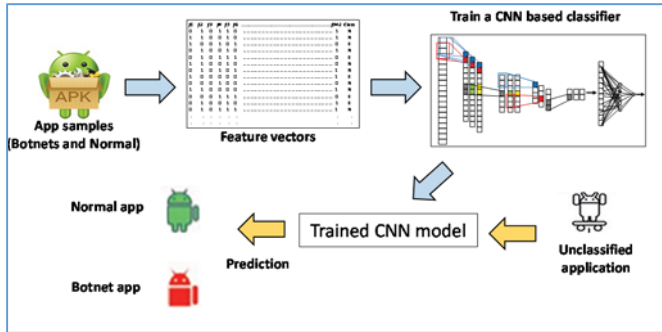 Train a CNN based classifier
APK
App samples
(Botnets and Normal)
Feature vectors
Normal app
Trained CNN model
Unclassified
application
Prediction
Botnet app